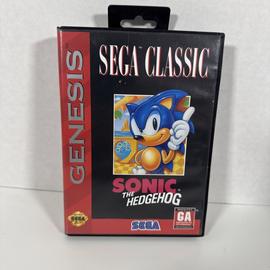 SEGA CLASSIC
GENESIS
SONIC
THE
HEDGEHOG
SEGA
SEGA
GA